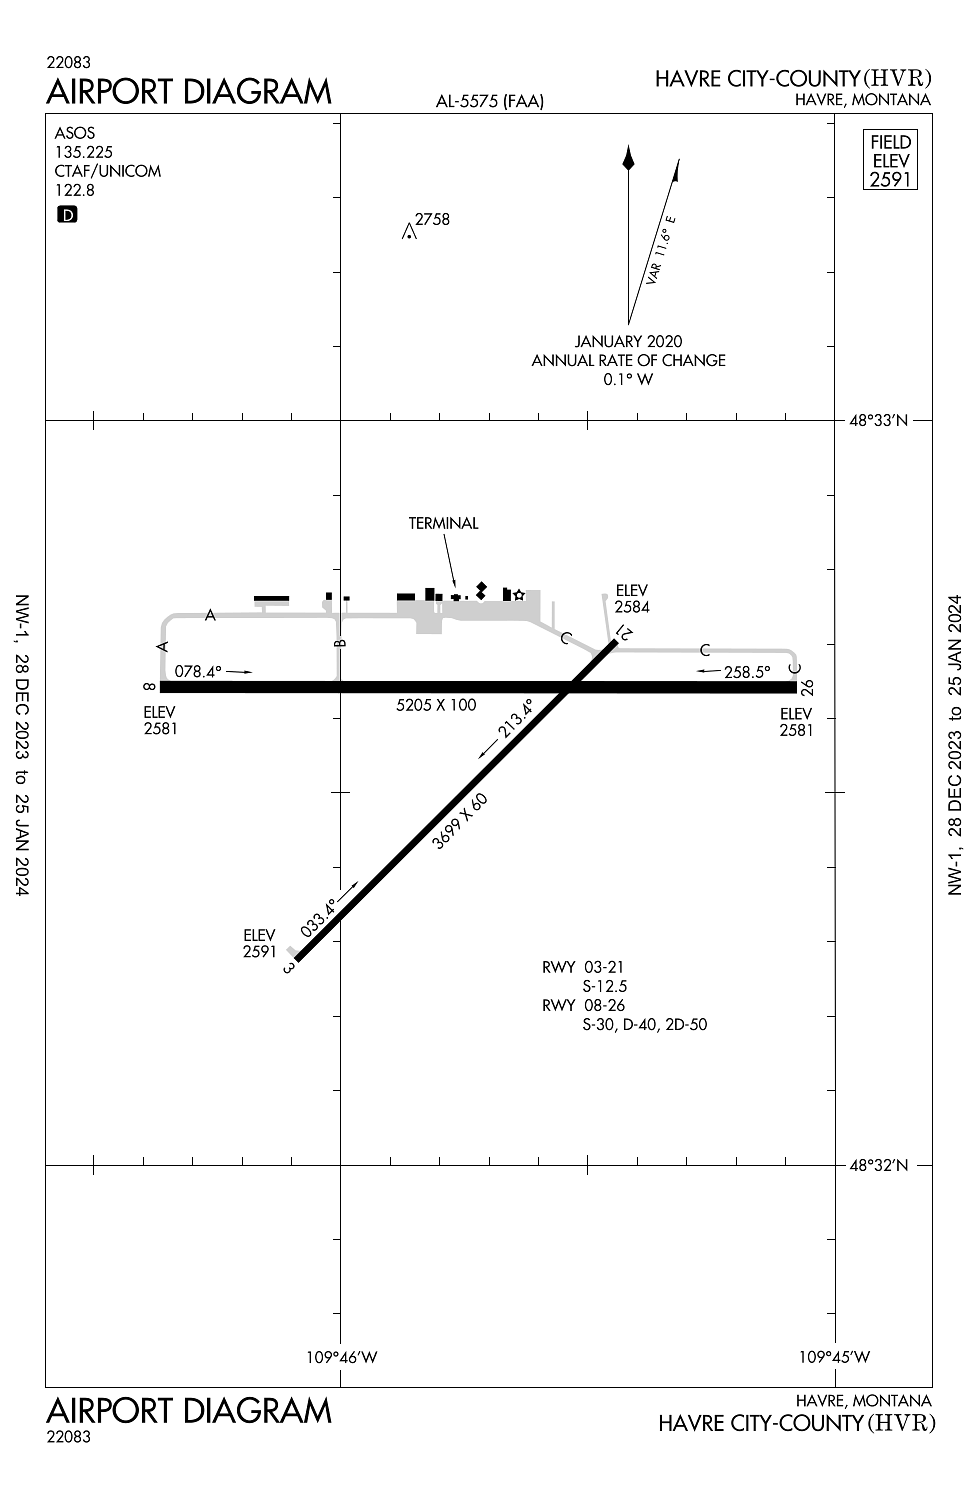 22083
AIRPORT DIAGRAM
AL-5575 (FAA)
HAVRE CITY-COUNTY (HVR)
HAVRE, MONTANA
ASOS
135.225
CTAF/UNICOM
122.8
D
FIELD
ELEV
2591
2758
VAR 11.6° E
JANUARY 2020
ANNUAL RATE OF CHANGE
0.1° W
48°33'N
TERMINAL
ELEV
2584
21
A
A
B
C
C
C
078.4°
258.5°
8
26
5205 X 100
ELEV
2581
ELEV
2581
213.4°
3699 X 60
033.4°
ELEV
2591
3
RWY 03-21
S-12.5
RWY 08-26
S-30, D-40, 2D-50
48°32'N
109°46'W
109°45'W
NW-1, 28 DEC 2023 to 25 JAN 2024
NW-1, 28 DEC 2023 to 25 JAN 2024
AIRPORT DIAGRAM
22083
HAVRE, MONTANA
HAVRE CITY-COUNTY (HVR)